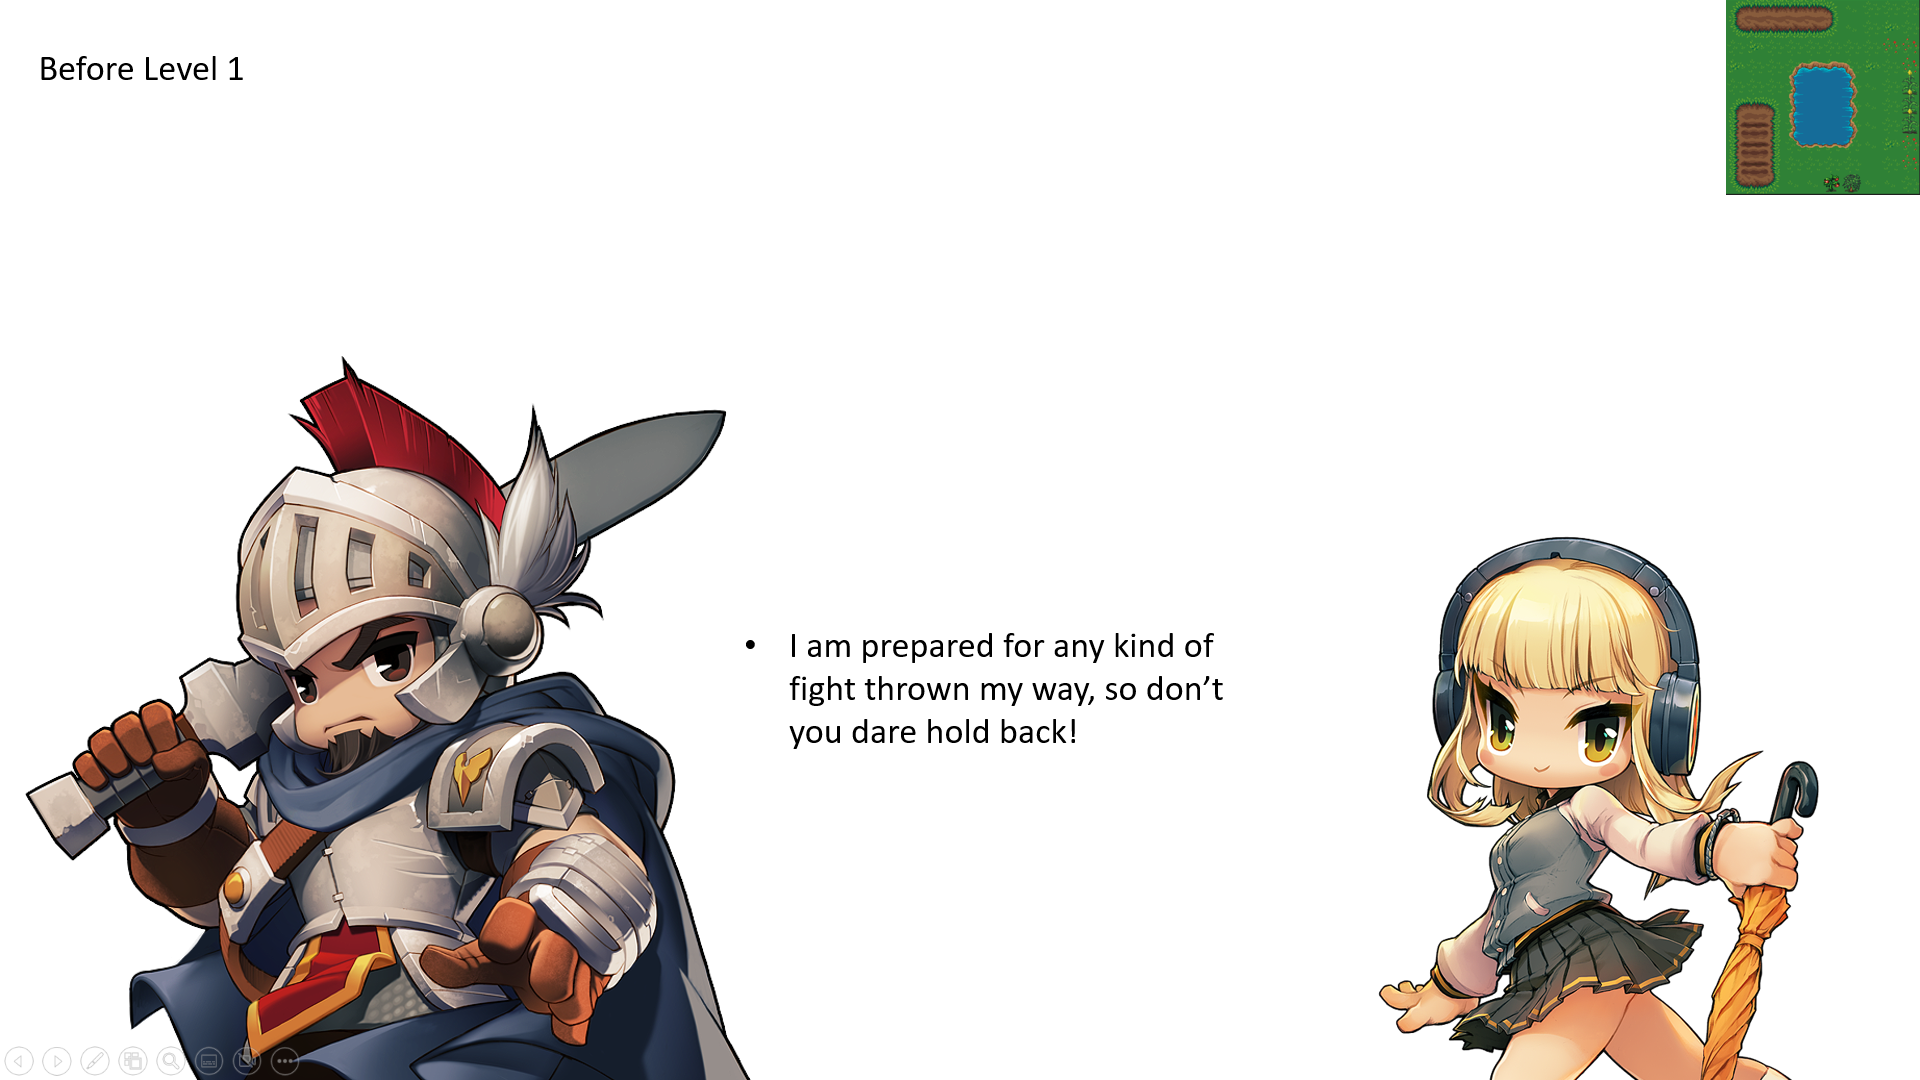 Before Level 1
• I am prepared for any kind of
fight thrown my way, so don’t
you dare hold back!